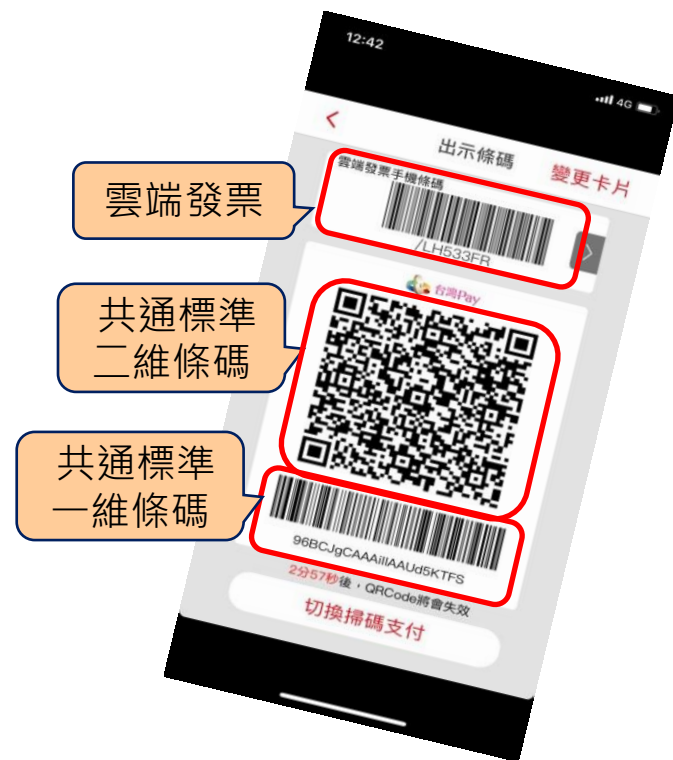 12:42
4G
出示條碼
變更卡片
雲端發票手機條碼
/LH533FR
雲端發票
台灣Pay
共通標準
二維條碼
共通標準
一維條碼
96BCJgCAAAiIIAAUd5KTFS
2分57秒後,QRCode將會失效
切換掃碼支付